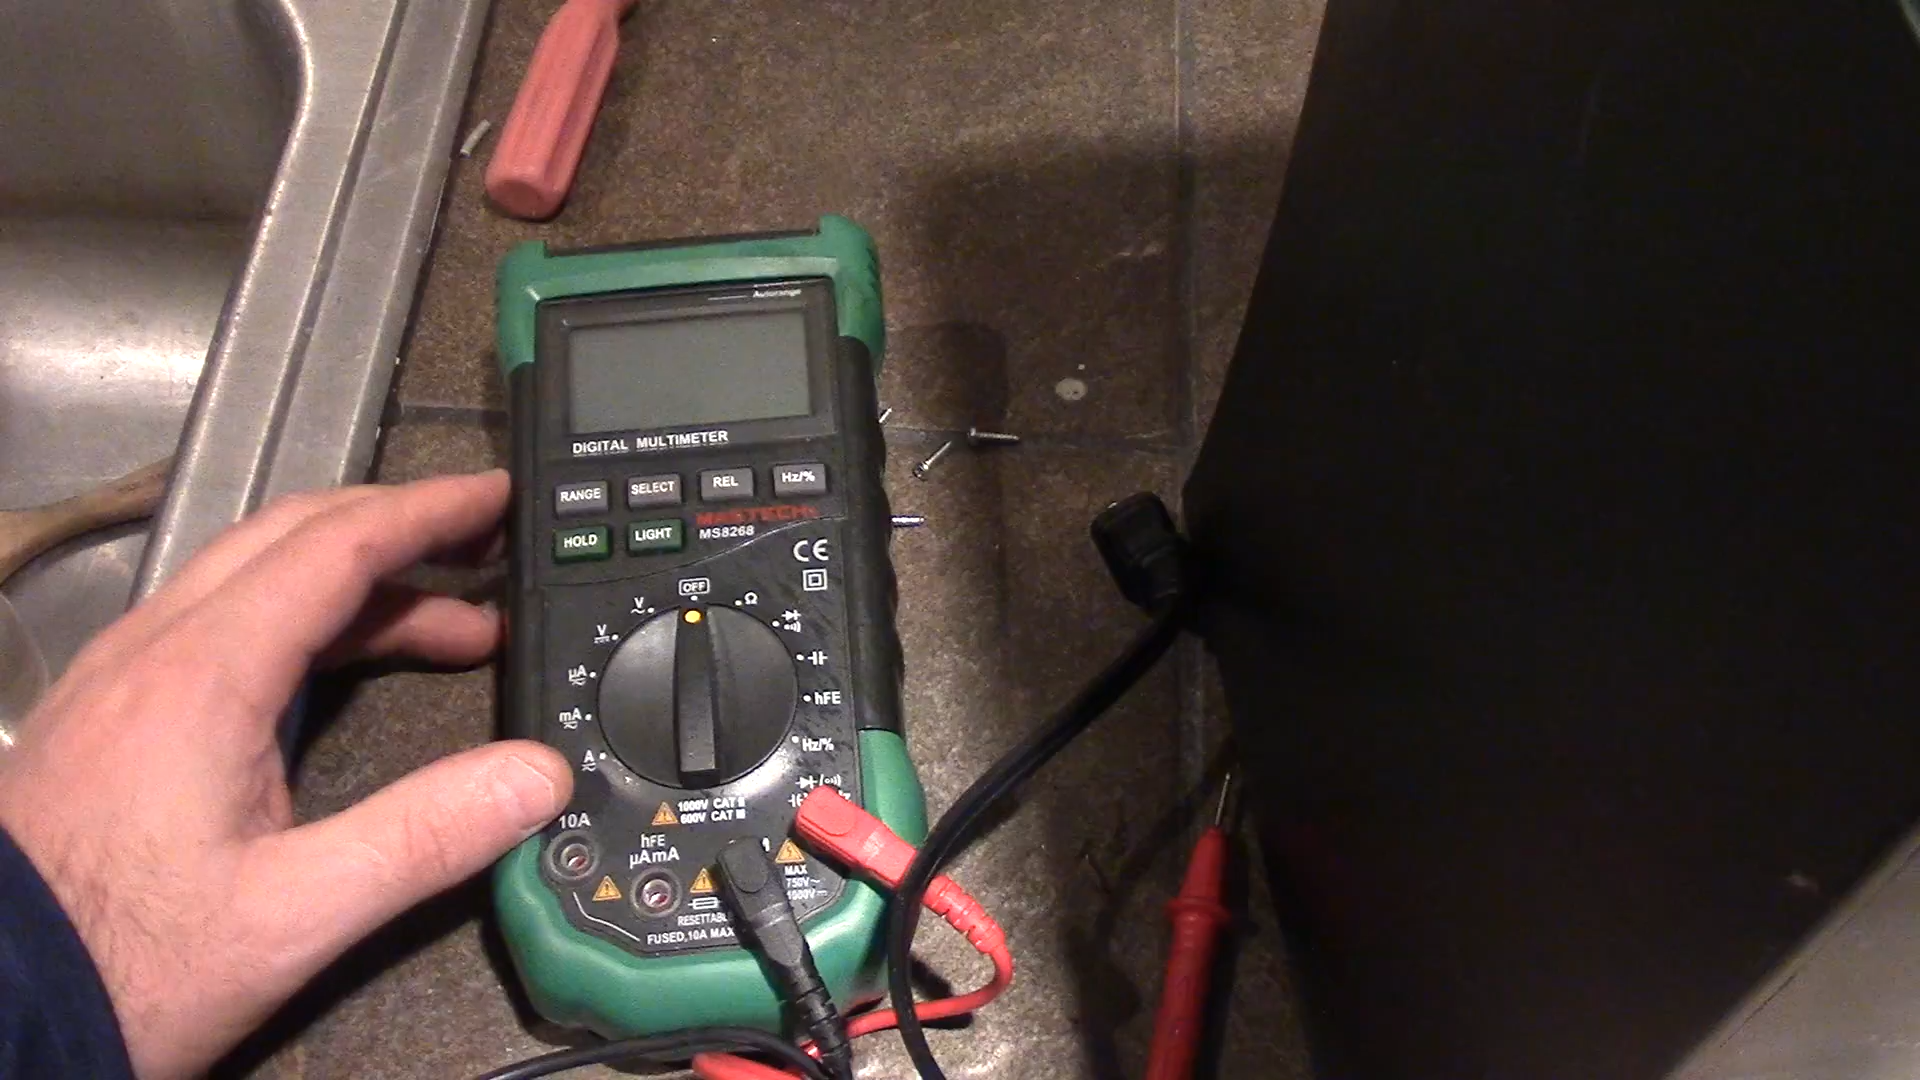 Autorange
DIGITAL MULTIMETER
RANGE SELECT REL Hz/%
HOLD LIGHT
MASTECH
MS8268
CE
OFF
V
Ω
V
µA
mA
hFE
A
Hz/%
1000V CAT II
600V CAT III
10A
hFE
µAmA
MAX
750V~
1000V
FUSED,10A MAX